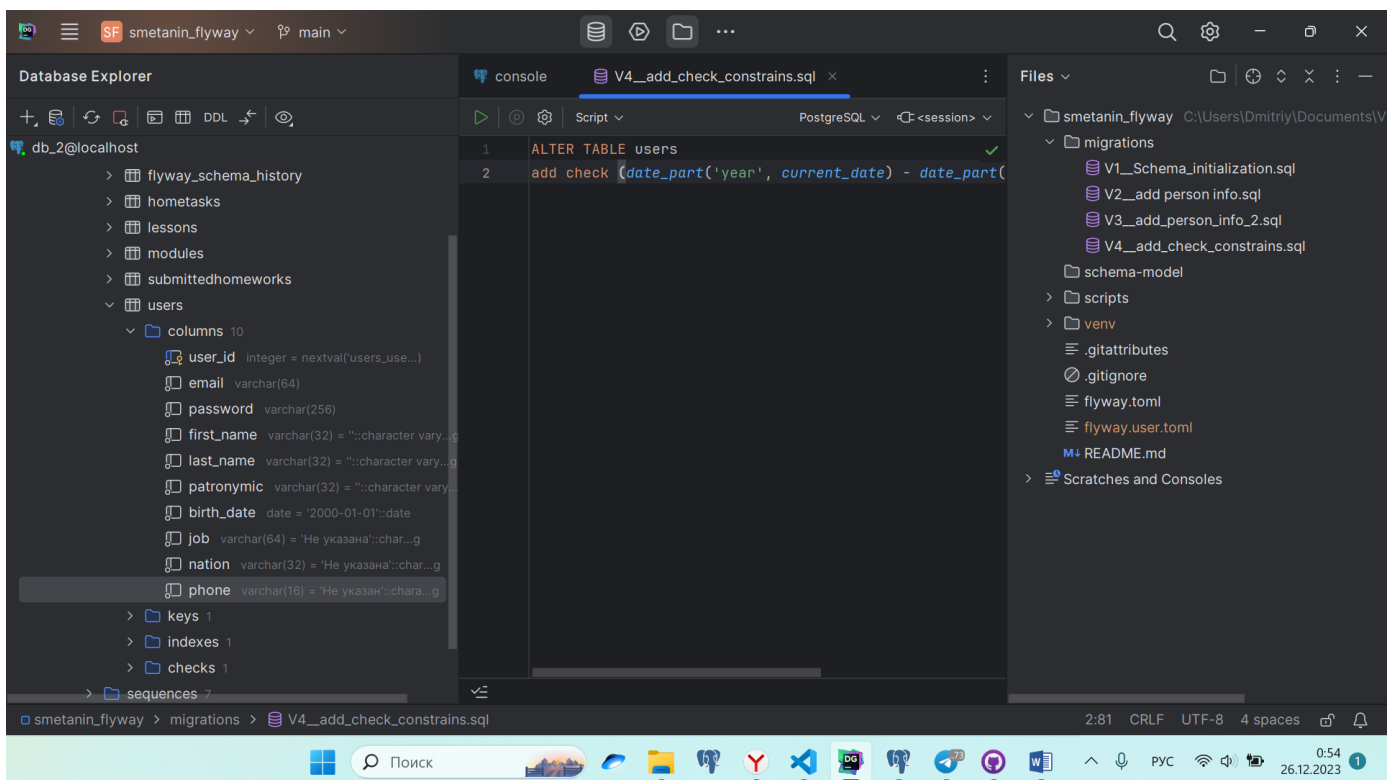 DG SF smetanin_flyway main
Database Explorer
DDL
db_2@localhost
flyway_schema_history
hometasks
lessons
modules
submittedhomeworks
users
columns 10
user_id integer = nextval('users_use...)
email varchar(64)
password varchar(256)
first_name varchar(32) = ''::character vary...g
last_name varchar(32) = ''::character vary...g
patronymic varchar(32) = ''::character vary...
birth_date date = '2000-01-01'::date
job varchar(64) = 'Не указана'::char...g
nation varchar(32) = 'Не указана'::char...g
phone varchar(16) = 'Не указан'::chara...g
keys 1
indexes 1
checks 1
sequences 7
console V4__add_check_constrains.sql
Script PostgreSQL <session>
1 ALTER TABLE users
2 add check (date_part('year', current_date) - date_part(
Files
smetanin_flyway C:\Users\Dmitriy\Documents\V
migrations
V1__Schema_initialization.sql
V2__add person info.sql
V3__add_person_info_2.sql
V4__add_check_constrains.sql
schema-model
scripts
venv
.gitattributes
.gitignore
flyway.toml
flyway.user.toml
M↓ README.md
Scratches and Consoles
smetanin_flyway > migrations > V4__add_check_constrains.sql 2:81 CRLF UTF-8 4 spaces
Поиск DG 73 W РУС 0:54 1
26.12.2023